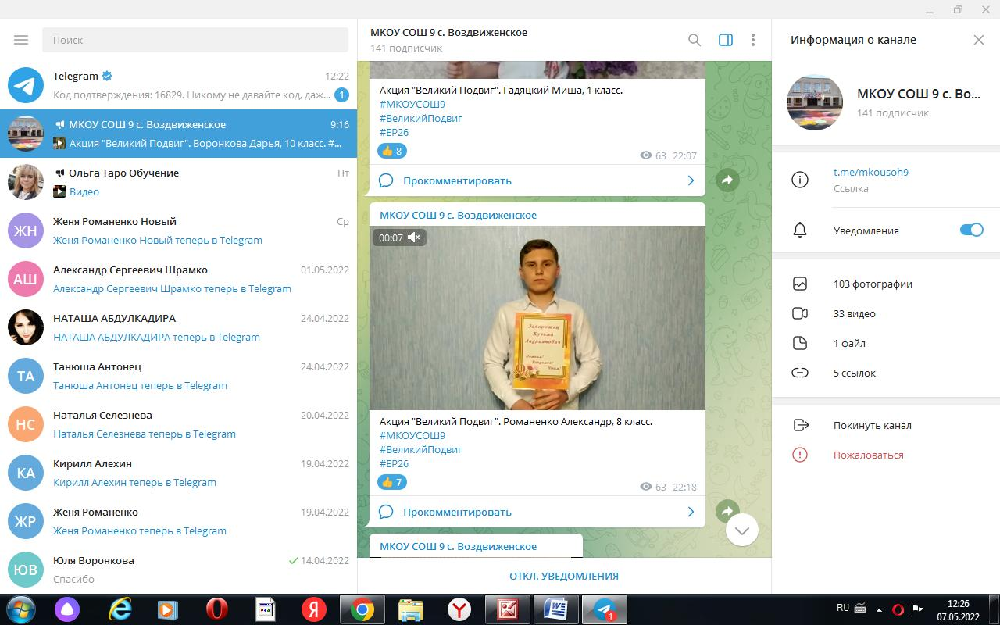 Поиск
Telegram
12:22
Код подтверждения: 16829. Никому не давайте код, даж...
1
МКОУ СОШ 9 с. Воздвиженское
9:16
Акция "Великий Подвиг". Воронкова Дарья, 10 класс. #...
Ольга Таро Обучение
Пт
Видео
ЖН
Женя Романенко Новый
Ср
Женя Романенко Новый теперь в Telegram
АШ
Александр Сергеевич Шрамко
01.05.2022
Александр Сергеевич Шрамко теперь в Telegram
НАТАША АБДУЛКАДИРА
24.04.2022
НАТАША АБДУЛКАДИРА теперь в Telegram
ТА
Танюша Антонец
24.04.2022
Танюша Антонец теперь в Telegram
НС
Наталья Селезнева
20.04.2022
Наталья Селезнева теперь в Telegram
КА
Кирилл Алехин
19.04.2022
Кирилл Алехин теперь в Telegram
ЖР
Женя Романенко
19.04.2022
Женя Романенко теперь в Telegram
ЮВ
Юля Воронкова
14.04.2022
Спасибо
МКОУ СОШ 9 с. Воздвиженское
141 подписчик
Акция "Великий Подвиг". Гадяцкий Миша, 1 класс.
#МКОУСОШ9
#ВеликийПодвиг
#ЕР26
8
63 22:07
Прокомментировать
МКОУ СОШ 9 с. Воздвиженское
00:07
Запорожец
Кузьма
Андрианович
Помним!
Гордимся!
Чтим!
Акция "Великий Подвиг". Романенко Александр, 8 класс.
#МКОУСОШ9
#ВеликийПодвиг
#ЕР26
7
63 22:18
Прокомментировать
МКОУ СОШ 9 с. Воздвиженское
ОТКЛ. УВЕДОМЛЕНИЯ
Информация о канале
МКОУ СОШ 9 с. Во...
141 подписчик
t.me/mkousoh9
Ссылка
Уведомления
103 фотографии
33 видео
1 файл
5 ссылок
Покинуть канал
Пожаловаться
RU
12:26
07.05.2022
1